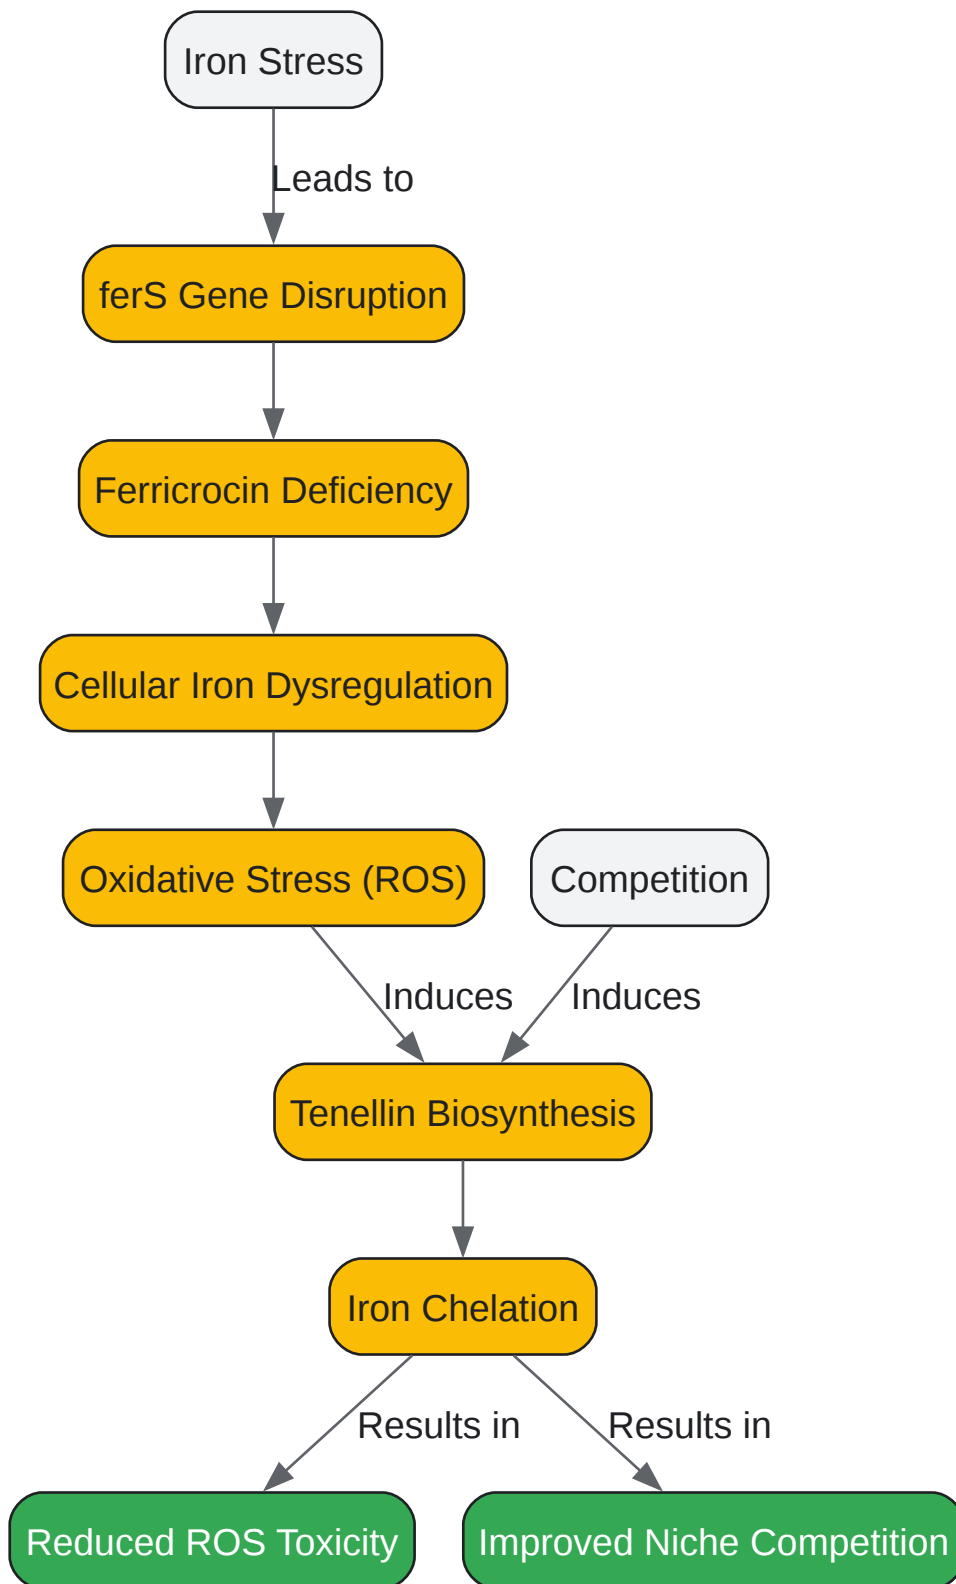 Iron Stress
Leads to
ferS Gene Disruption
Ferricrocin Deficiency
Cellular Iron Dysregulation
Oxidative Stress (ROS)
Competition
Induces
Induces
Tenellin Biosynthesis
Iron Chelation
Results in
Results in
Reduced ROS Toxicity
Improved Niche Competition